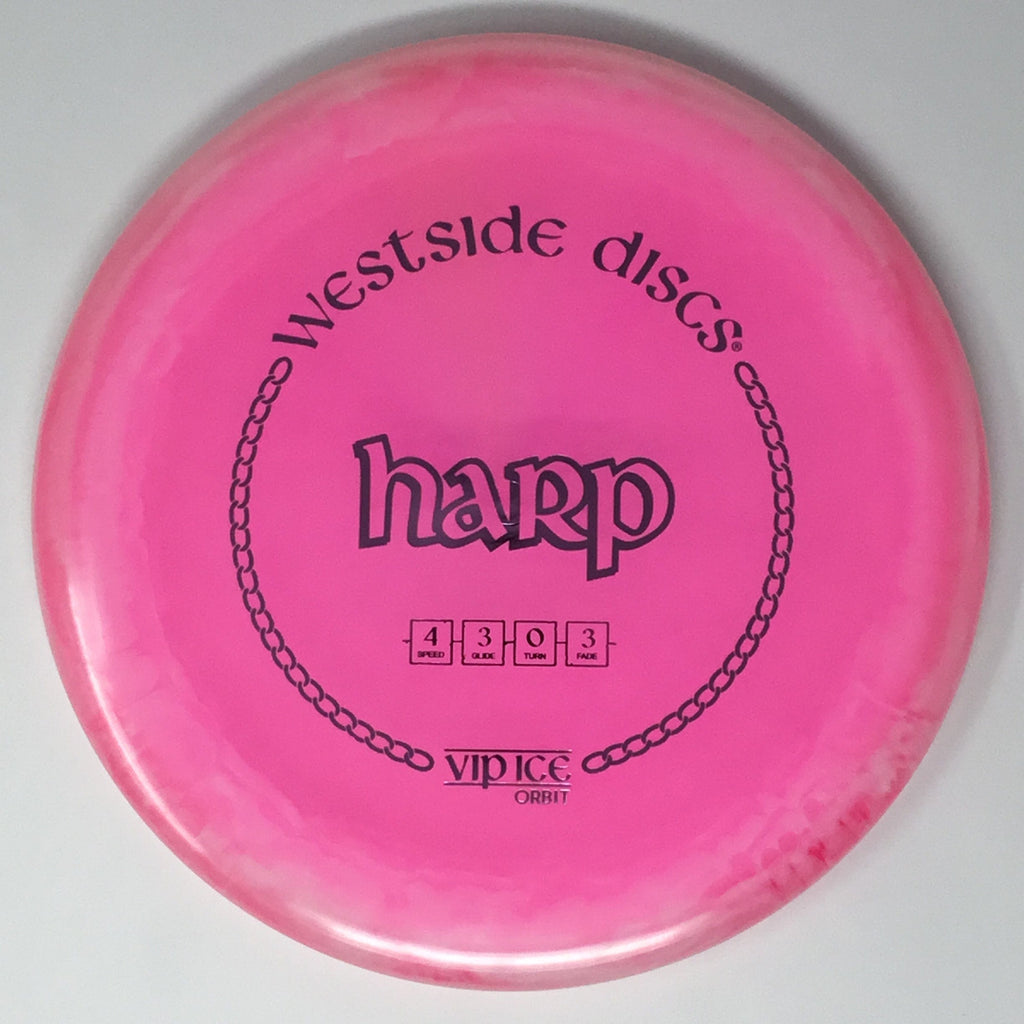 westside discs®
harp
4 3 0 3
SPEED GLIDE TURN FADE
VIP ICE
ORBIT